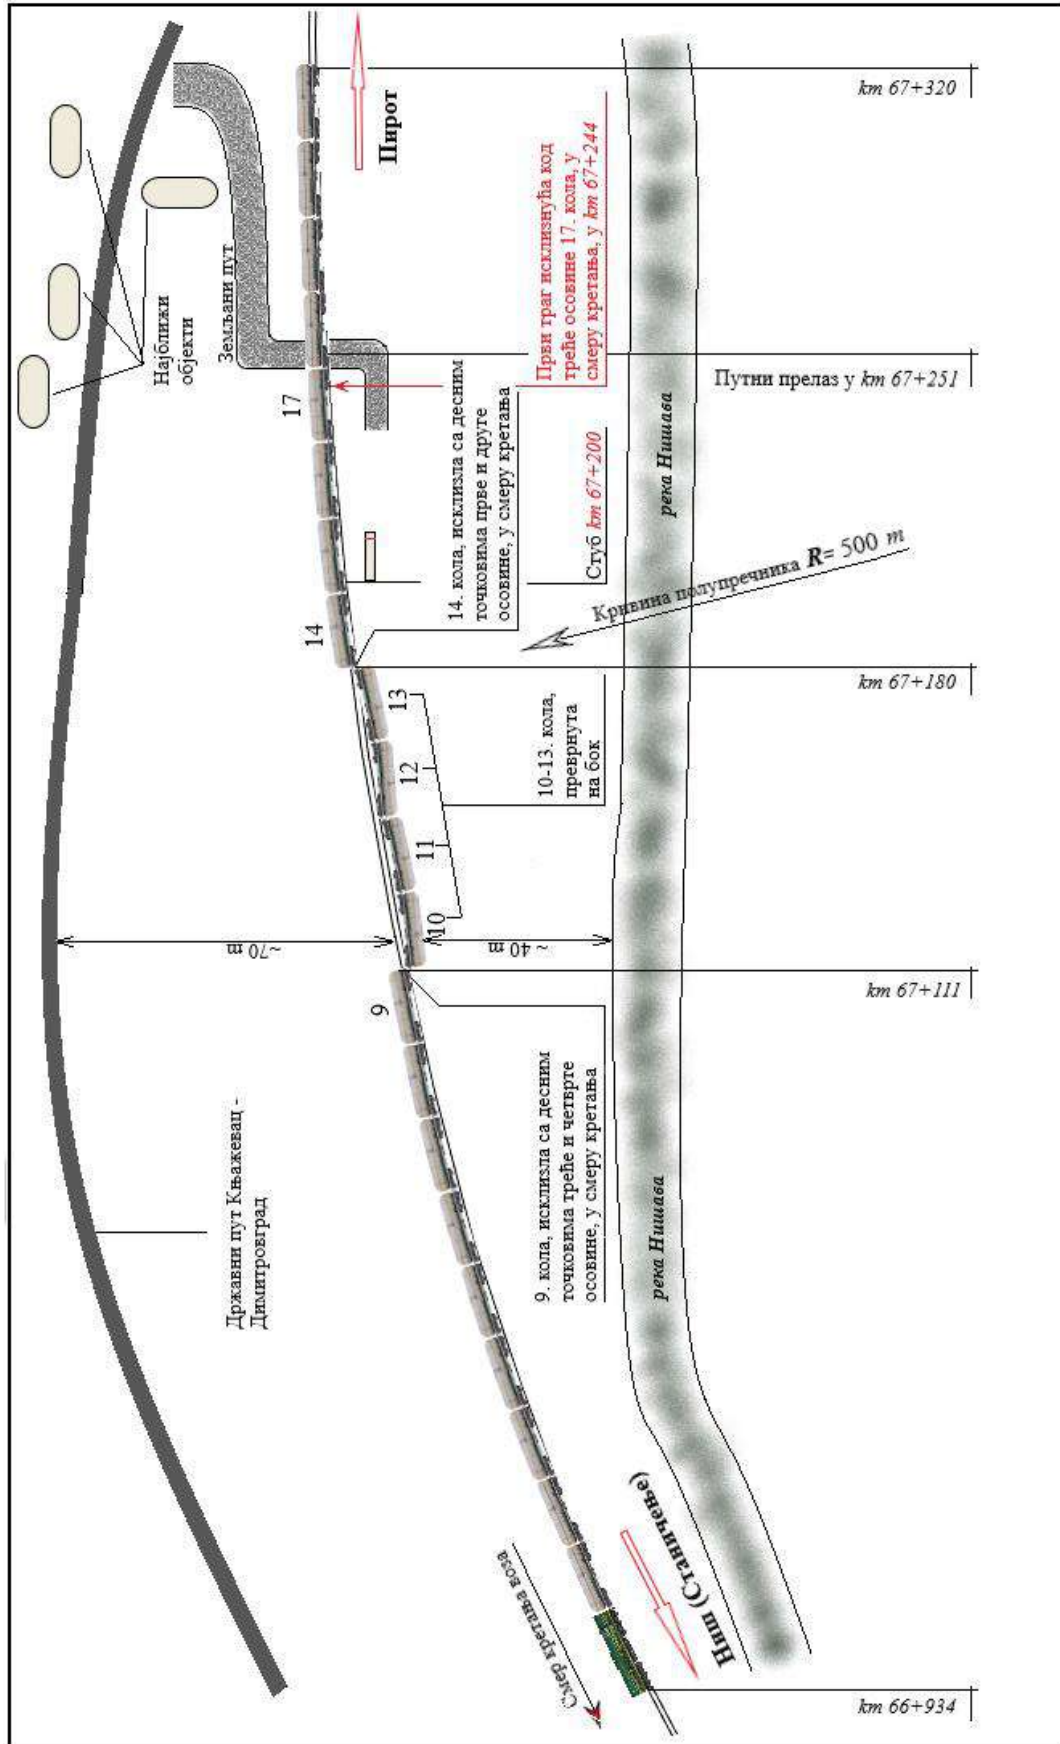 km 67+320
Пирот
Први траг исклизнућа код
треће осовине 17. кола, у
смеру кретања, у km 67+244
Најближи
објекти
Земљани пут
Путни прелаз у km 67+251
17
14. кола, исклизла са десним
точковима прве и друге
осовине, у смеру кретања
Стуб km 67+200
река Нишава
Кривина полупречника R= 500 m
14
km 67+180
13
12
11
10
10-13. кола,
преврнута
на бок
~70 m
~ 40 m
9
km 67+111
9. кола, исклизла са десним
точковима треће и четврте
осовине, у смеру кретања
Државни пут Књажевац -
Димитровград
река Нишава
Смер кретања воза
Ниш (Станичење)
km 66+934